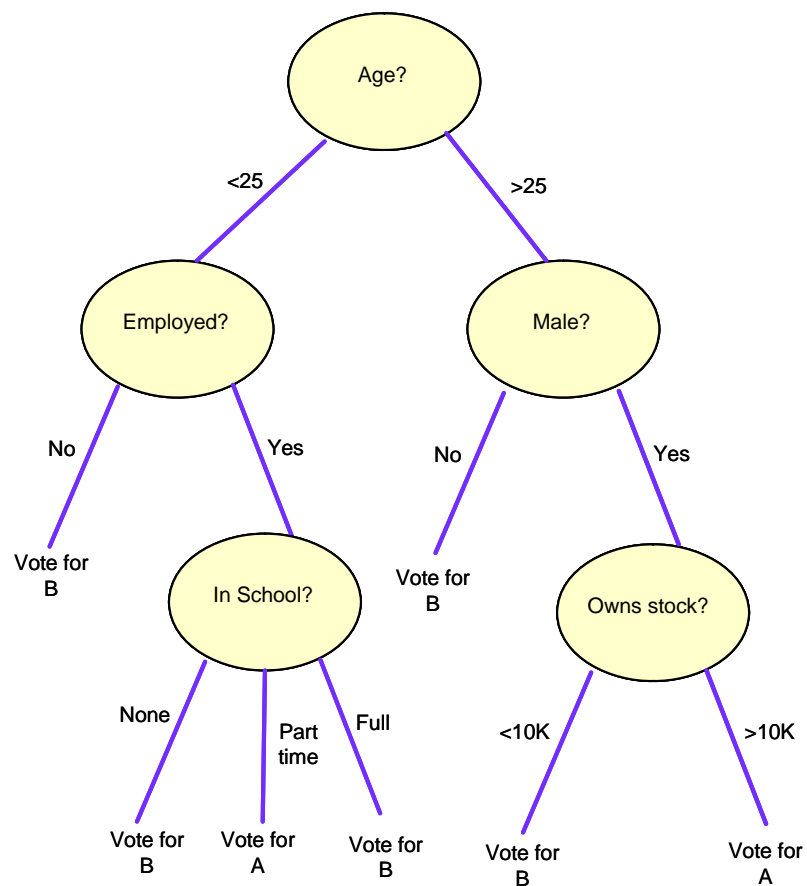 Age?
<25
>25
Employed?
Male?
No
Yes
No
Yes
Vote for
B
In School?
Vote for
B
Owns stock?
None
Part
time
Full
<10K
>10K
Vote for
B
Vote for
A
Vote for
B
Vote for
B
Vote for
A